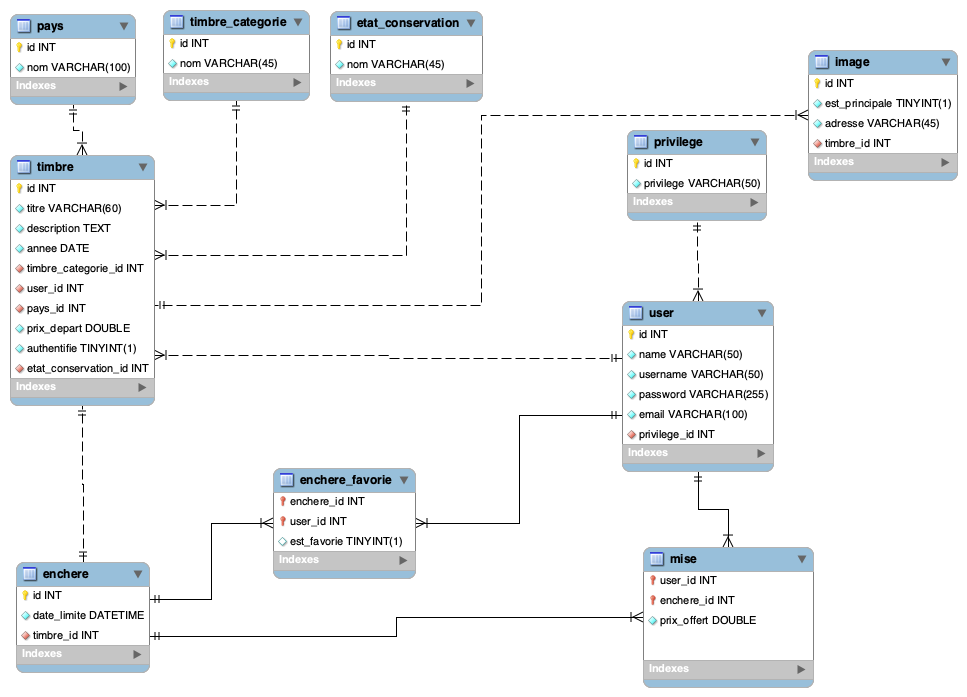 pays
id INT
nom VARCHAR(100)
Indexes
timbre_categorie
id INT
nom VARCHAR(45)
Indexes
etat_conservation
id INT
nom VARCHAR(45)
Indexes
image
id INT
est_principale TINYINT(1)
adresse VARCHAR(45)
timbre_id INT
Indexes
privilege
id INT
privilege VARCHAR(50)
Indexes
timbre
id INT
titre VARCHAR(60)
description TEXT
annee DATE
timbre_categorie_id INT
user_id INT
pays_id INT
prix_depart DOUBLE
authentifie TINYINT(1)
etat_conservation_id INT
Indexes
user
id INT
name VARCHAR(50)
username VARCHAR(50)
password VARCHAR(255)
email VARCHAR(100)
privilege_id INT
Indexes
enchere_favorie
enchere_id INT
user_id INT
est_favorie TINYINT(1)
Indexes
enchere
id INT
date_limite DATETIME
timbre_id INT
Indexes
mise
user_id INT
enchere_id INT
prix_offert DOUBLE
Indexes